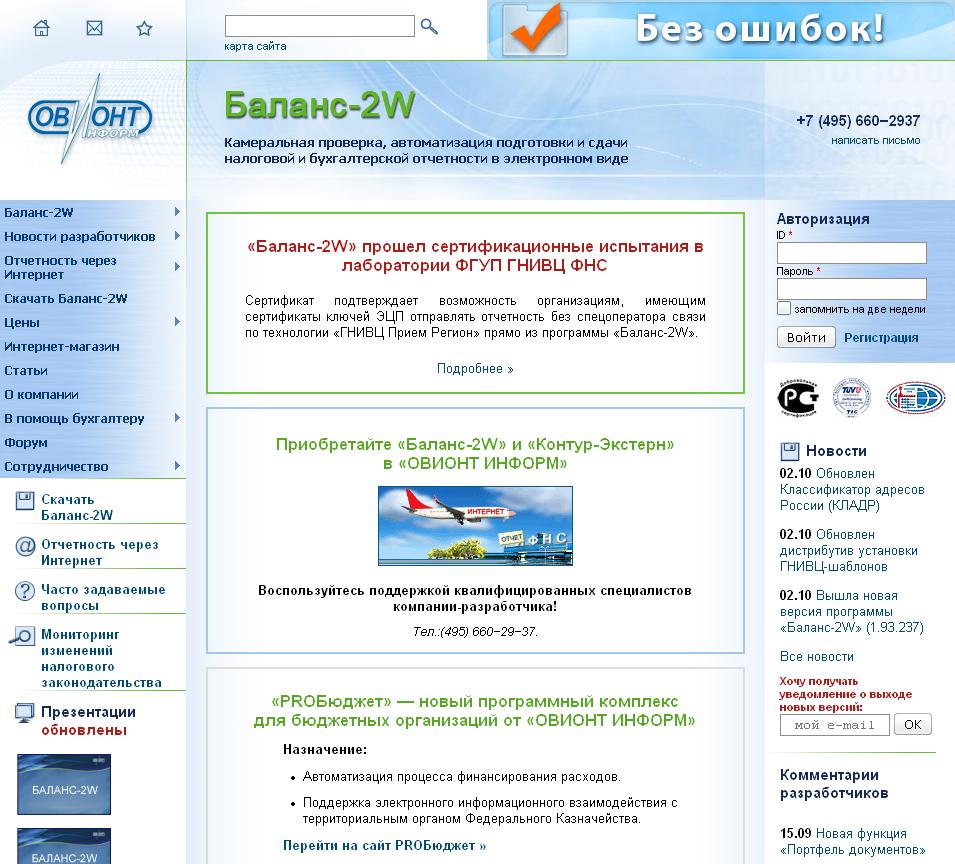 карта сайта
Без ошибок!
ОВИОНТ
ИНФОРМ
Баланс-2W
Камеральная проверка, автоматизация подготовки и сдачи
налоговой и бухгалтерской отчетности в электронном виде
+7 (495) 660–2937
написать письмо
Баланс-2W
Новости разработчиков
Отчетность через
Интернет
Скачать Баланс-2W
Цены
Интернет-магазин
Статьи
О компании
В помощь бухгалтеру
Форум
Сотрудничество
Скачать
Баланс-2W
Отчетность через
Интернет
Часто задаваемые
вопросы
Мониторинг
изменений
налогового
законодательства
Презентации
обновлены
БАЛАНС-2W
БАЛАНС-2W
«Баланс-2W» прошел сертификационные испытания в
лаборатории ФГУП ГНИВЦ ФНС
Сертификат подтверждает возможность организациям, имеющим
сертификаты ключей ЭЦП отправлять отчетность без спецоператора связи
по технологии «ГНИВЦ Прием Регион» прямо из программы «Баланс-2W».
Подробнее »
Приобретайте «Баланс-2W» и «Контур-Экстерн»
в «ОВИОНТ ИНФОРМ»
ИНТЕРНЕТ
ОТЧЕТ
ФНС
Воспользуйтесь поддержкой квалифицированных специалистов
компании-разработчика!
Тел.:(495) 660–29–37.
«PROБюджет» — новый программный комплекс
для бюджетных организаций от «ОВИОНТ ИНФОРМ»
Назначение:
• Автоматизация процесса финансирования расходов.
• Поддержка электронного информационного взаимодействия с
территориальным органом Федерального Казначейства.
Перейти на сайт PROБюджет »
Авторизация
ID *
Пароль *
запомнить на две недели
Войти Регистрация
Добровольная
сертификация
TUV
TIC
Новости
02.10 Обновлен
Классификатор адресов
России (КЛАДР)
02.10 Обновлен
дистрибутив установки
ГНИВЦ-шаблонов
02.10 Вышла новая
версия программы
«Баланс-2W» (1.93.237)
Все новости
Хочу получать
уведомление о выходе
новых версий:
мой e-mail OK
Комментарии
разработчиков
15.09 Новая функция
«Портфель документов»